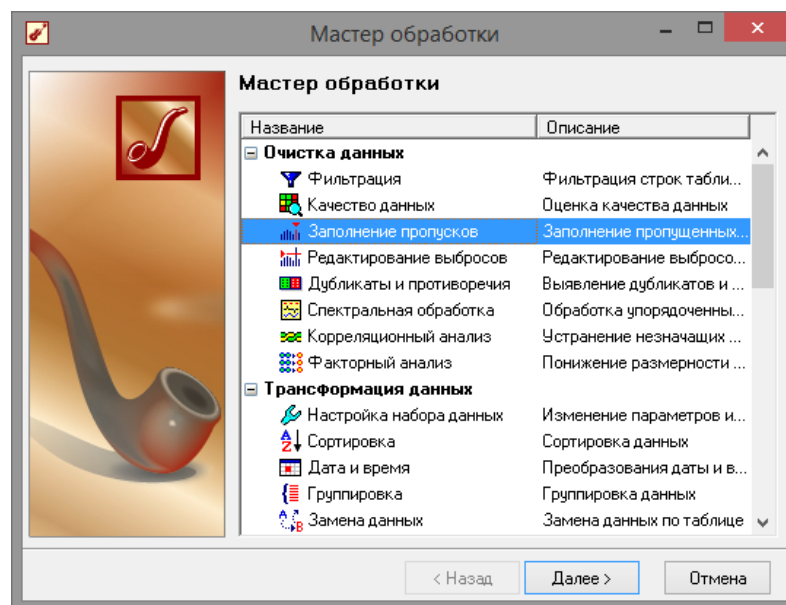 Мастер обработки
Мастер обработки
Название Описание
Очистка данных
Фильтрация Фильтрация строк табли...
Качество данных Оценка качества данных
Заполнение пропусков Заполнение пропущенных...
Редактирование выбросов Редактирование выбросо...
Дубликаты и противоречия Выявление дубликатов и ...
Спектральная обработка Обработка упорядоченны...
Корреляционный анализ Устранение незначащих ...
Факторный анализ Понижение размерности ...
Трансформация данных
Настройка набора данных Изменение параметров и...
Сортировка Сортировка данных
Дата и время Преобразования даты и в...
Группировка Группировка данных
Замена данных Замена данных по таблице
< Назад Далее > Отмена